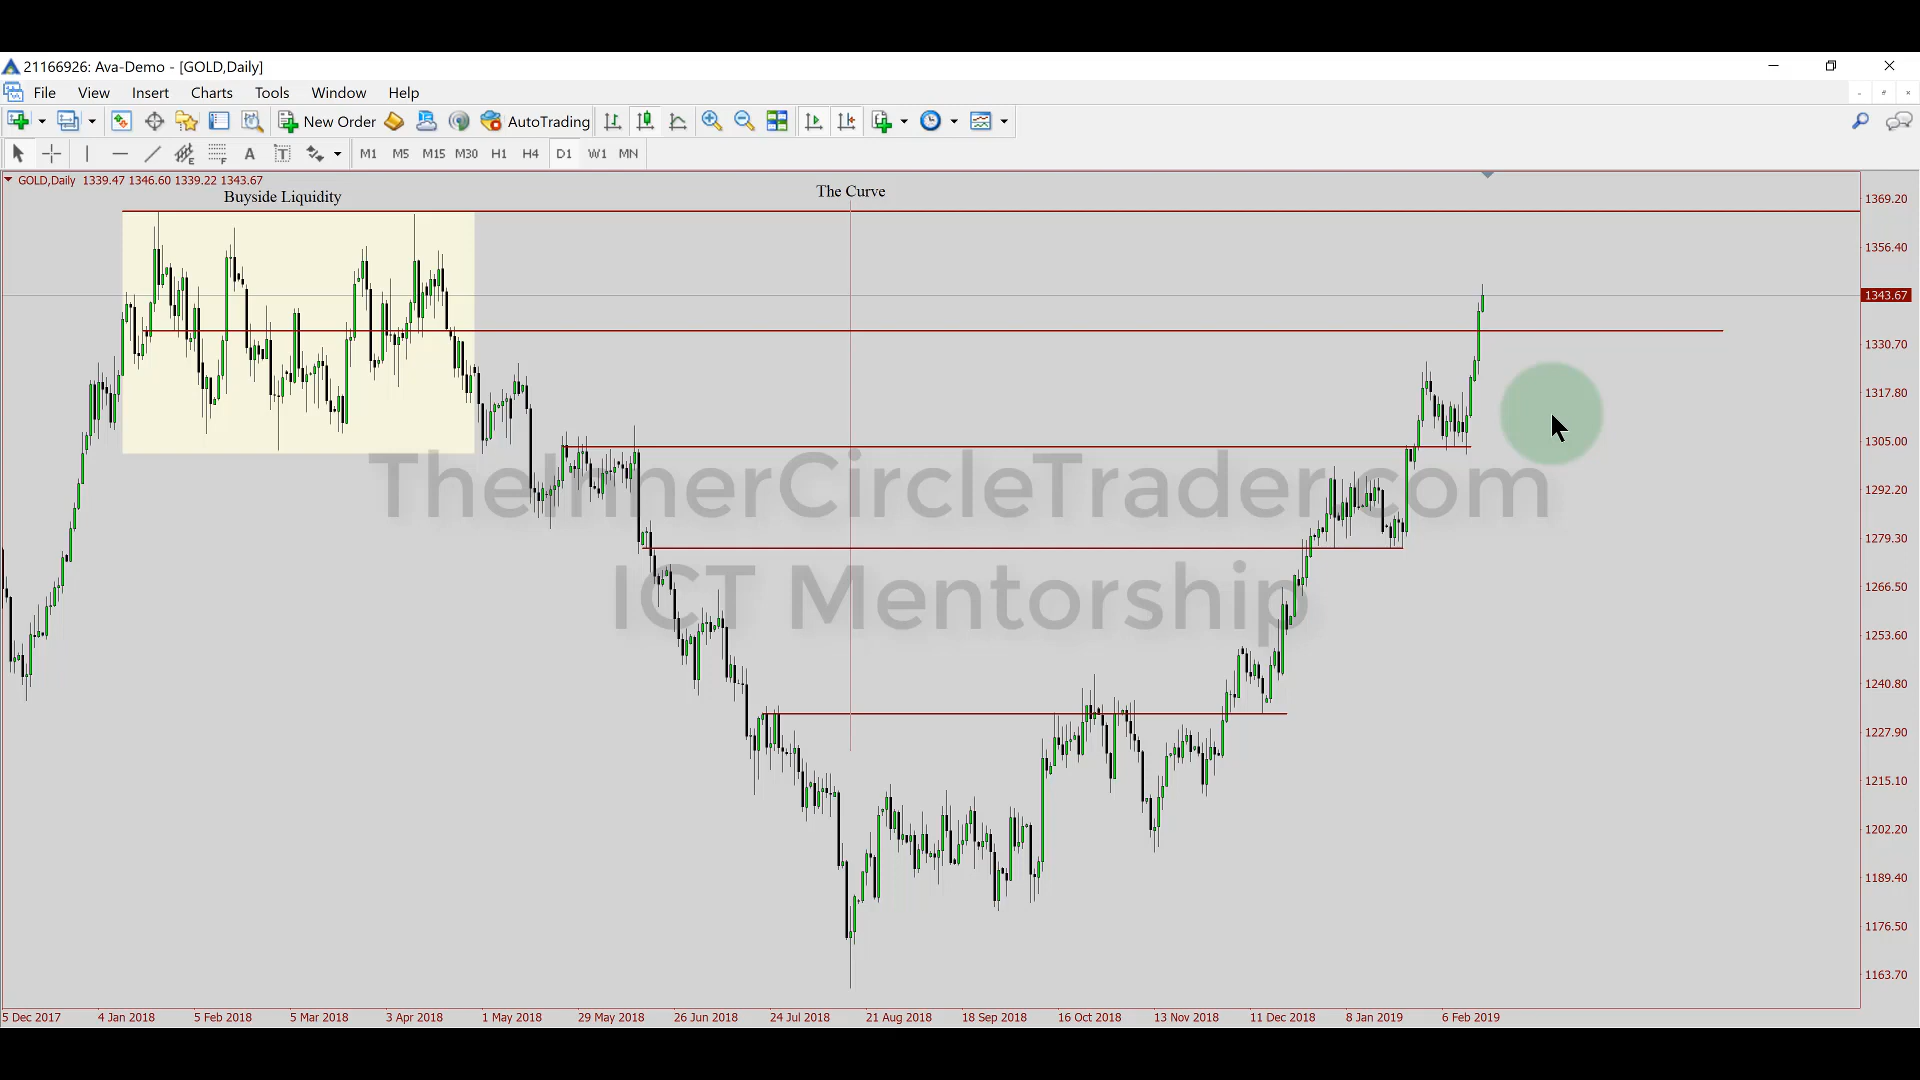 21166926: Ava-Demo - [GOLD,Daily]
File View Insert Charts Tools Window Help
New Order AutoTrading
A T M1 M5 M15 M30 H1 H4 D1 W1 MN
GOLD,Daily 1339.47 1346.60 1339.22 1343.67
Buyside Liquidity
The Curve
1369.20
1356.40
1343.67
1330.70
1317.80
1305.00
TheInnerCircleTrader.com
1292.20
1279.30
ICT Mentorship
1266.50
1253.60
1240.80
1227.90
1215.10
1202.20
1189.40
1176.50
1163.70
5 Dec 2017 4 Jan 2018 5 Feb 2018 5 Mar 2018 3 Apr 2018 1 May 2018 29 May 2018 26 Jun 2018 24 Jul 2018 21 Aug 2018 18 Sep 2018 16 Oct 2018 13 Nov 2018 11 Dec 2018 8 Jan 2019 6 Feb 2019